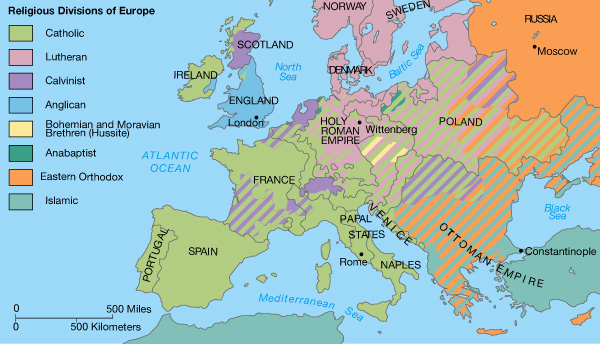 Religious Divisions of Europe
Catholic
Lutheran
Calvinist
Anglican
Bohemian and Moravian
Brethren (Hussite)
Anabaptist
Eastern Orthodox
Islamic
NORWAY
SWEDEN
RUSSIA
Moscow
SCOTLAND
North
Sea
Baltic Sea
DENMARK
IRELAND
ENGLAND
London
HOLY
ROMAN
EMPIRE
Wittenberg
POLAND
ATLANTIC
OCEAN
FRANCE
VENICE
Black
Sea
PAPAL
STATES
OTTOMAN EMPIRE
Constantinople
PORTUGAL
SPAIN
Rome
NAPLES
Mediterranean Sea
0 500 Miles
0 500 Kilometers